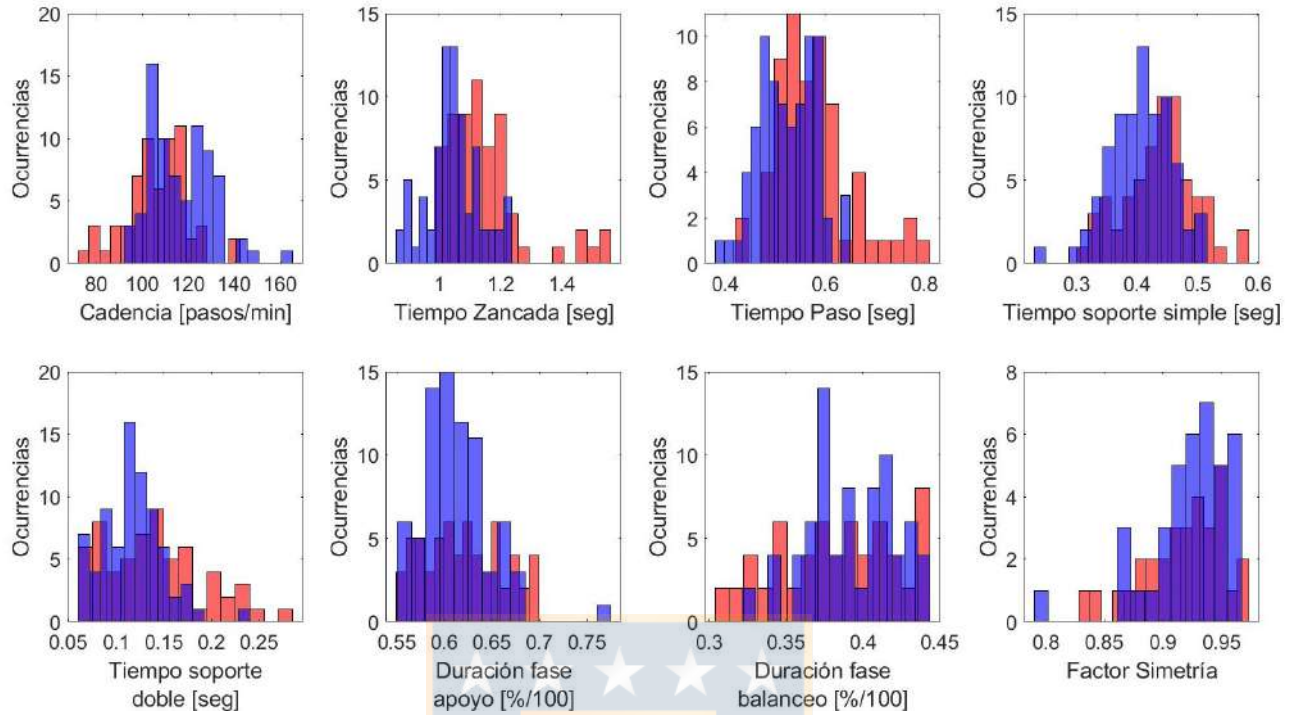 20
15
10
5
0
Ocurrencias
80 100 120 140 160
Cadencia [pasos/min]
15
10
5
0
Ocurrencias
1 1.2 1.4
Tiempo Zancada [seg]
10
8
6
4
2
0
Ocurrencias
0.4 0.6 0.8
Tiempo Paso [seg]
15
10
5
0
Ocurrencias
0.3 0.4 0.5 0.6
Tiempo soporte simple [seg]
20
15
10
5
0
Ocurrencias
0.05 0.1 0.15 0.2 0.25
Tiempo soporte
doble [seg]
15
10
5
0
Ocurrencias
0.55 0.6 0.65 0.7 0.75
Duración fase
apoyo [%/100]
15
10
5
0
Ocurrencias
0.3 0.35 0.4 0.45
Duración fase
balanceo [%/100]
8
6
4
2
0
Ocurrencias
0.8 0.85 0.9 0.95
Factor Simetría